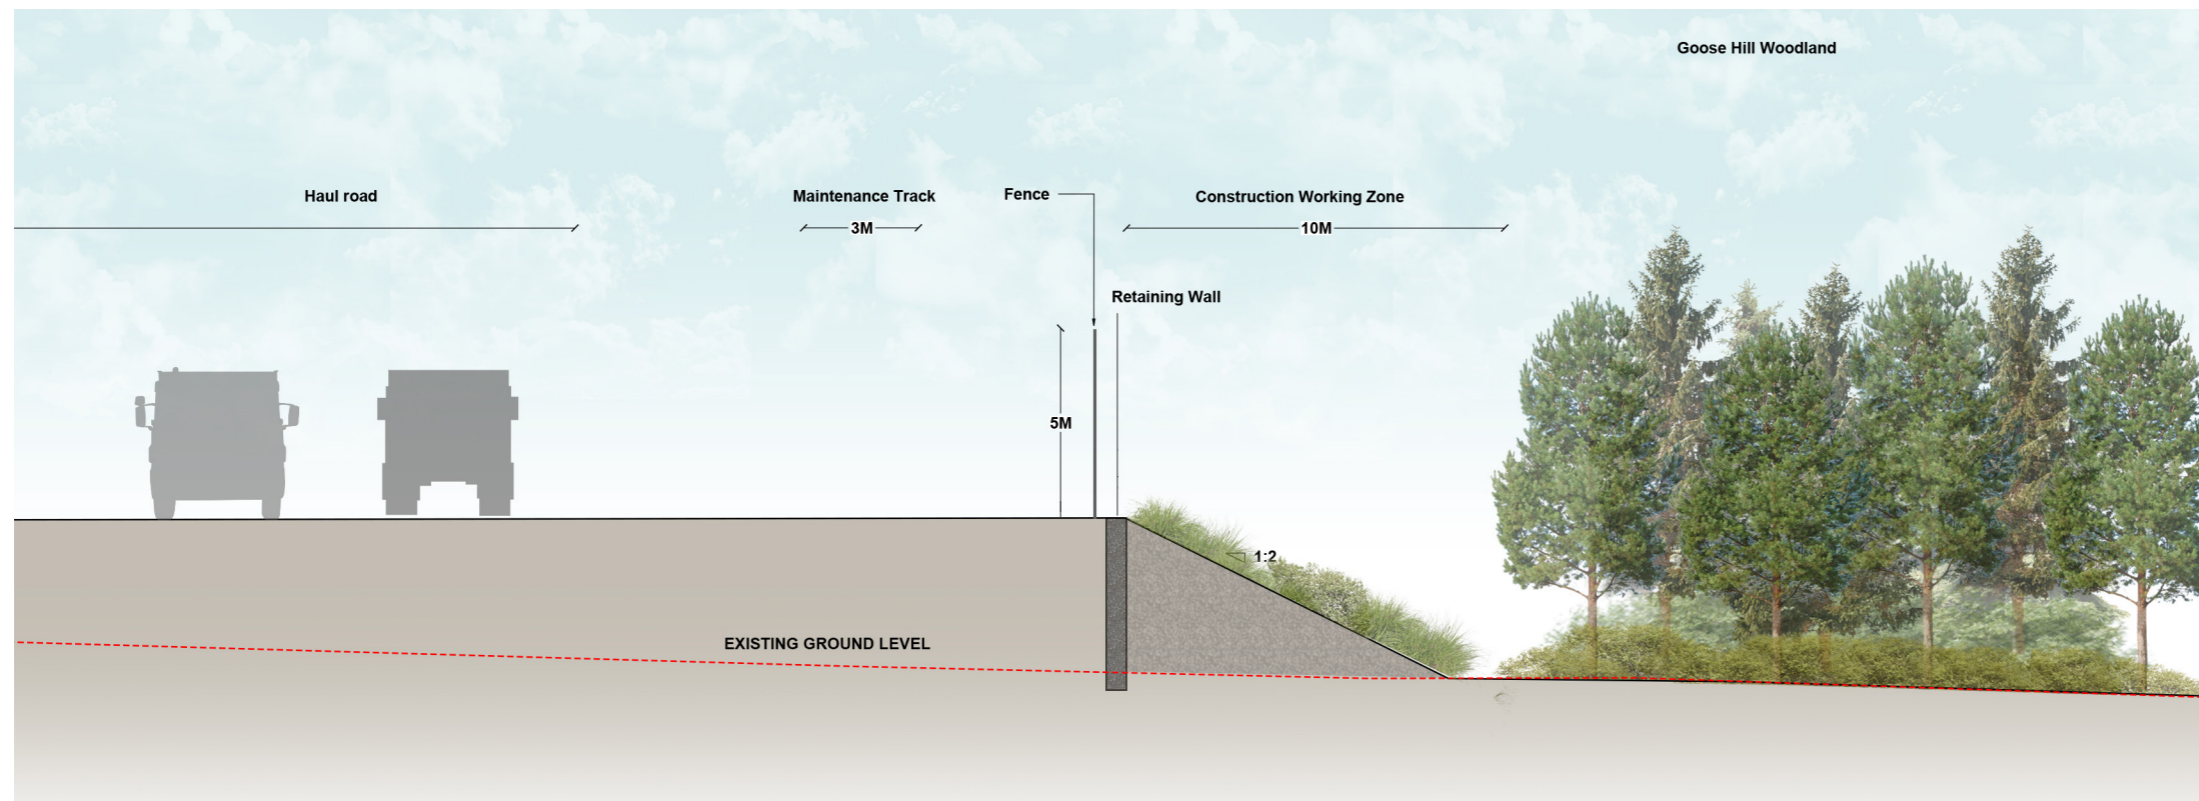 Goose Hill Woodland
Haul road
Maintenance Track
Fence
Construction Working Zone
3M
10M
Retaining Wall
5M
1:2
EXISTING GROUND LEVEL